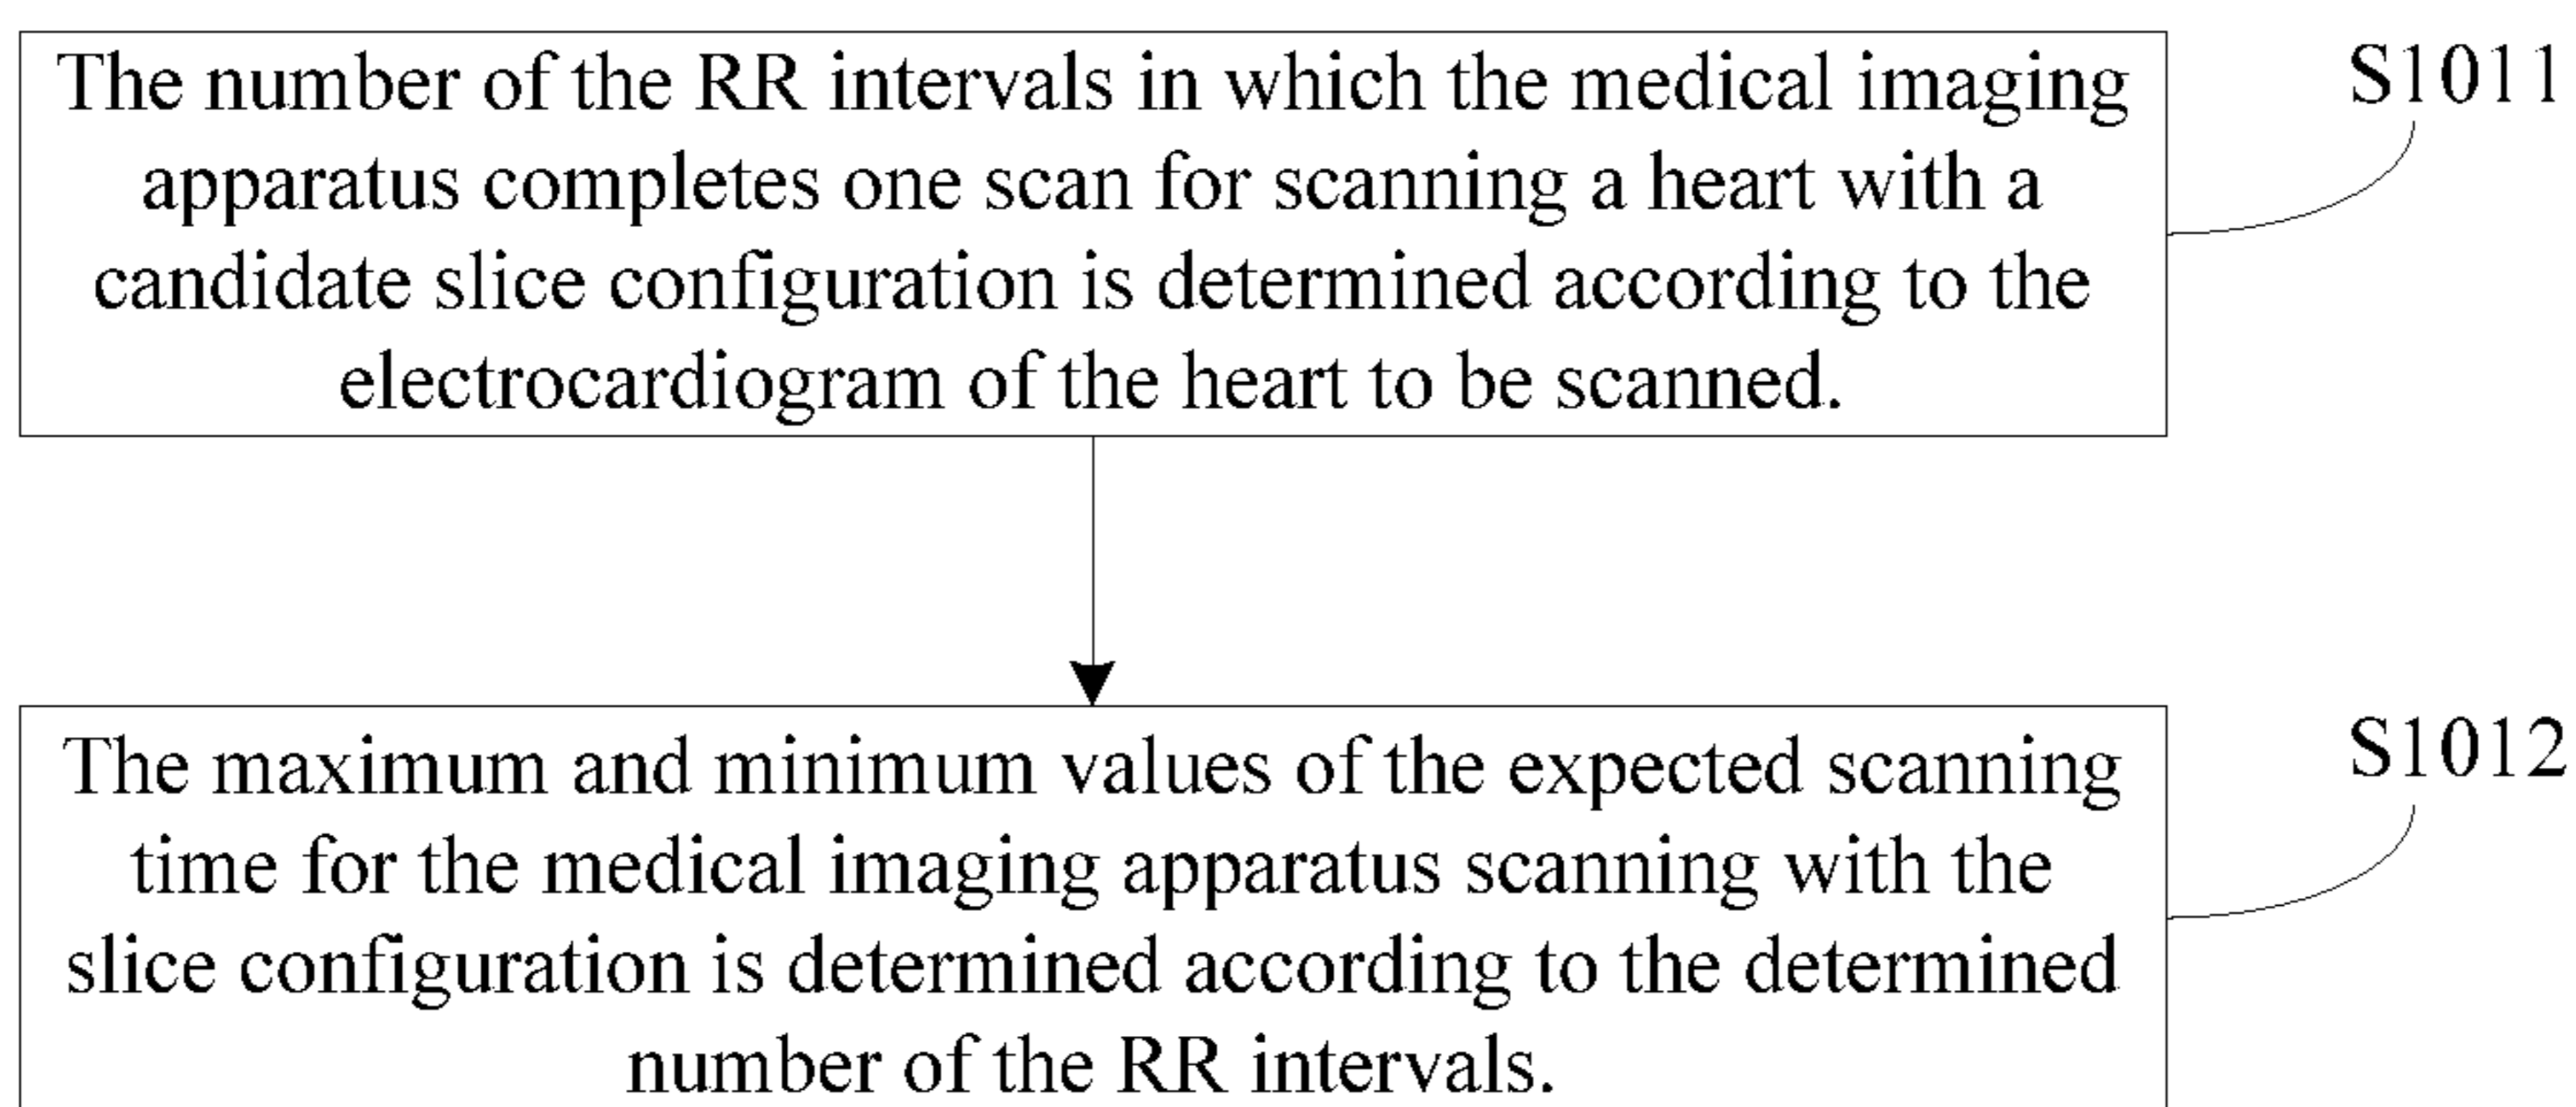 The number of the RR intervals in which the medical imaging
apparatus completes one scan for scanning a heart with a
candidate slice configuration is determined according to the
electrocardiogram of the heart to be scanned.
S1011
The maximum and minimum values of the expected scanning
time for the medical imaging apparatus scanning with the
slice configuration is determined according to the determined
number of the RR intervals.
S1012